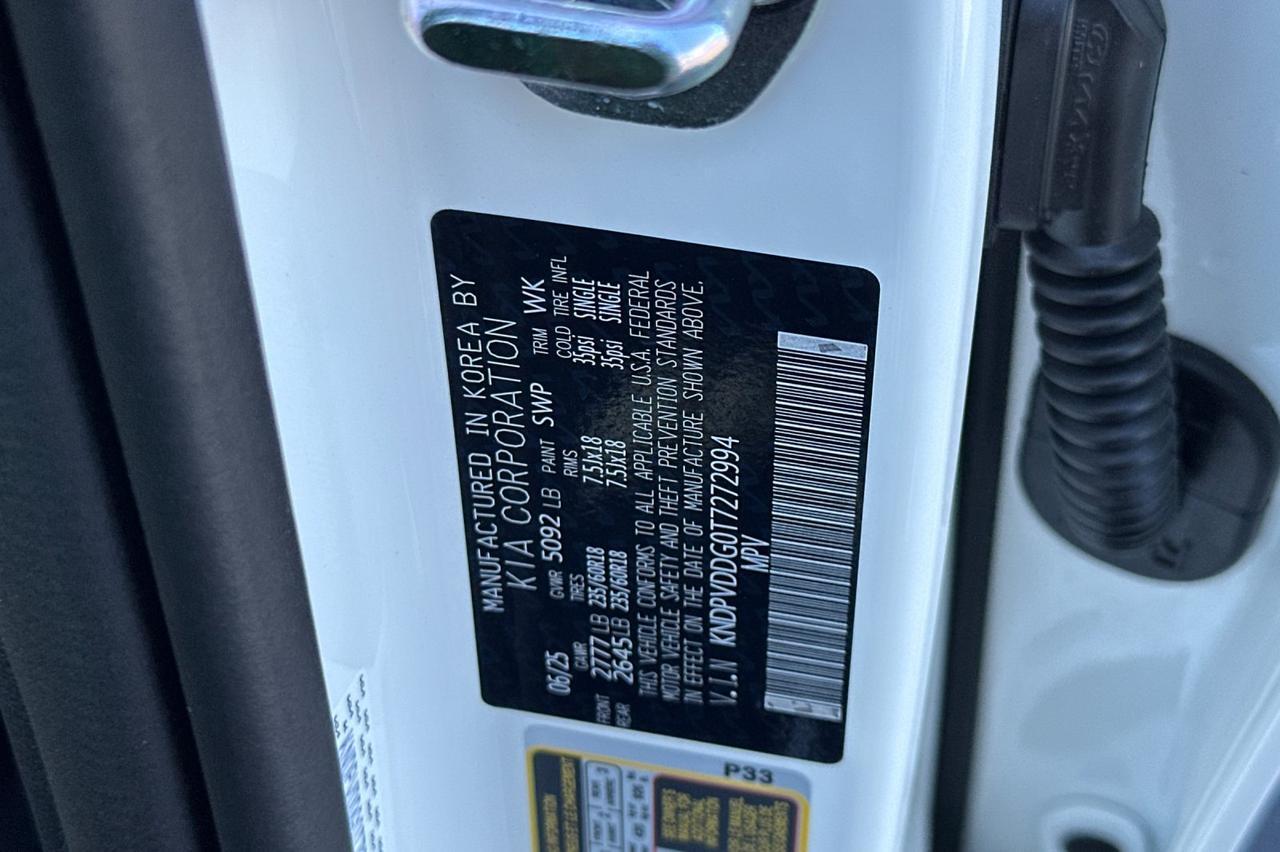 MANUFACTURED IN KOREA BY
KIA CORPORATION
06/25 GVWR 5092 LB PAINT SWP TRIM WK
GAWR TIRES RIMS COLD TIRE INFL
FRONT 2777 LB 235/60R18 7.5Jx18 35psi SINGLE
REAR 2645 LB 235/60R18 7.5Jx18 35psi SINGLE
THIS VEHICLE CONFORMS TO ALL APPLICABLE U.S.A. FEDERAL
MOTOR VEHICLE SAFETY AND THEFT PREVENTION STANDARDS
IN EFFECT ON THE DATE OF MANUFACTURE SHOWN ABOVE.
V.I.N KNDPVDDG0T7272994
MPV
P33